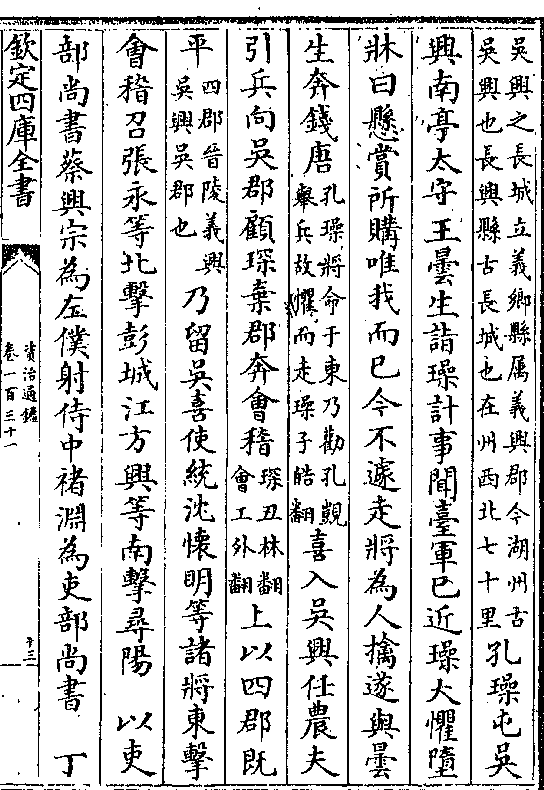 吳興之長城立義鄉縣屬義興郡今湖州古
吳興也長興縣古長城也在州西北七十里
孔璪屯吳
興南亭太守王曇生詣璪計事聞臺軍已近璪大懼墮
牀曰懸賞所購唯我而已今不遽走將為人擒遂與曇
生奔錢唐
孔璪將命于東乃勸孔覬
舉兵故懼而走璪子皓翻
喜入吳興任農夫
引兵向吳郡顧琛棄郡奔會稽
琛丑林翻
會工外翻
上以四郡既
平
四郡晉陵義興
吳興吳郡也
乃留吳喜使統沈懷明等諸將東擊
會稽召張永等北擊彭城江方興等南擊尋陽 以吏
部尚書蔡興宗為左僕射侍中褚淵為吏部尚書 丁
欽定四庫全書
資治通鑑
卷一百三十一
十三